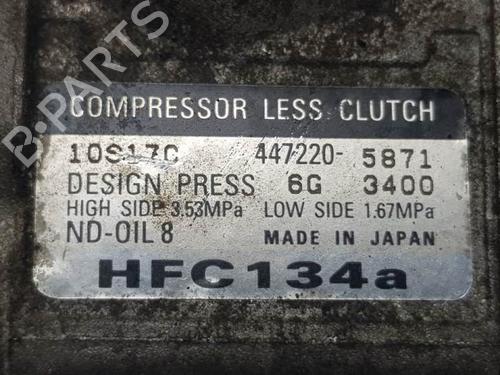 B-PARTS
COMPRESSOR LESS CLUTCH
10S17C 447220- 5871
DESIGN PRESS 6G 3400
HIGH SIDE 3.53MPa LOW SIDE 1.67MPa
ND-OIL 8 MADE IN JAPAN
HFC134a